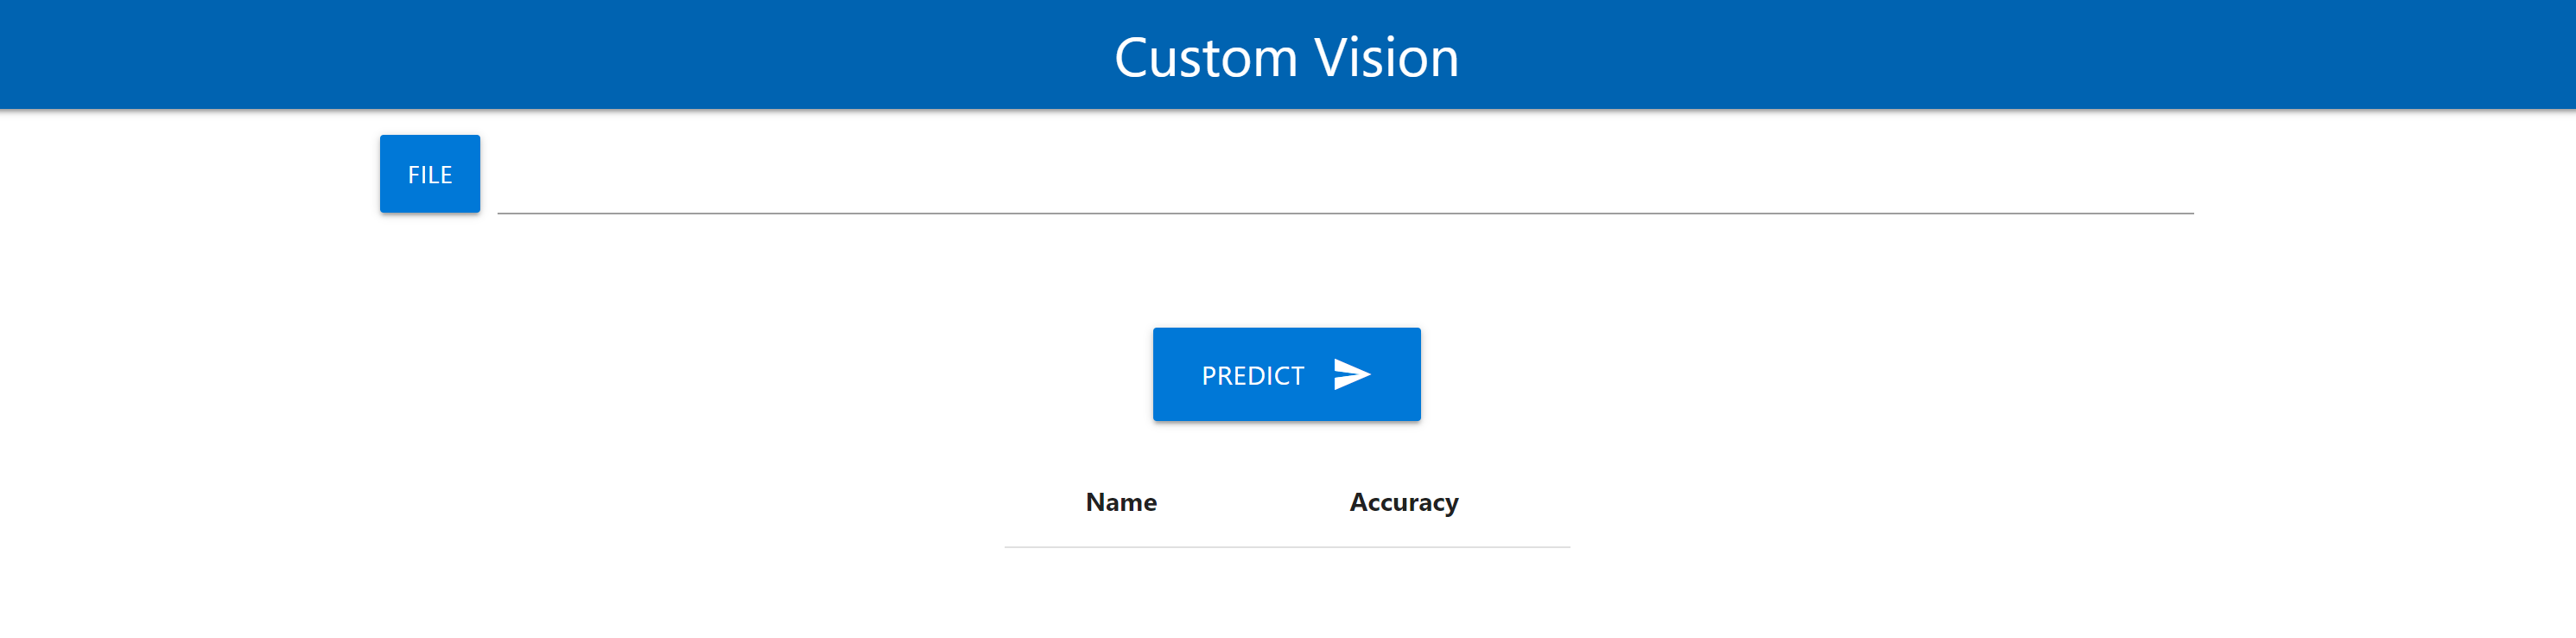 Custom Vision
FILE
PREDICT
Name Accuracy